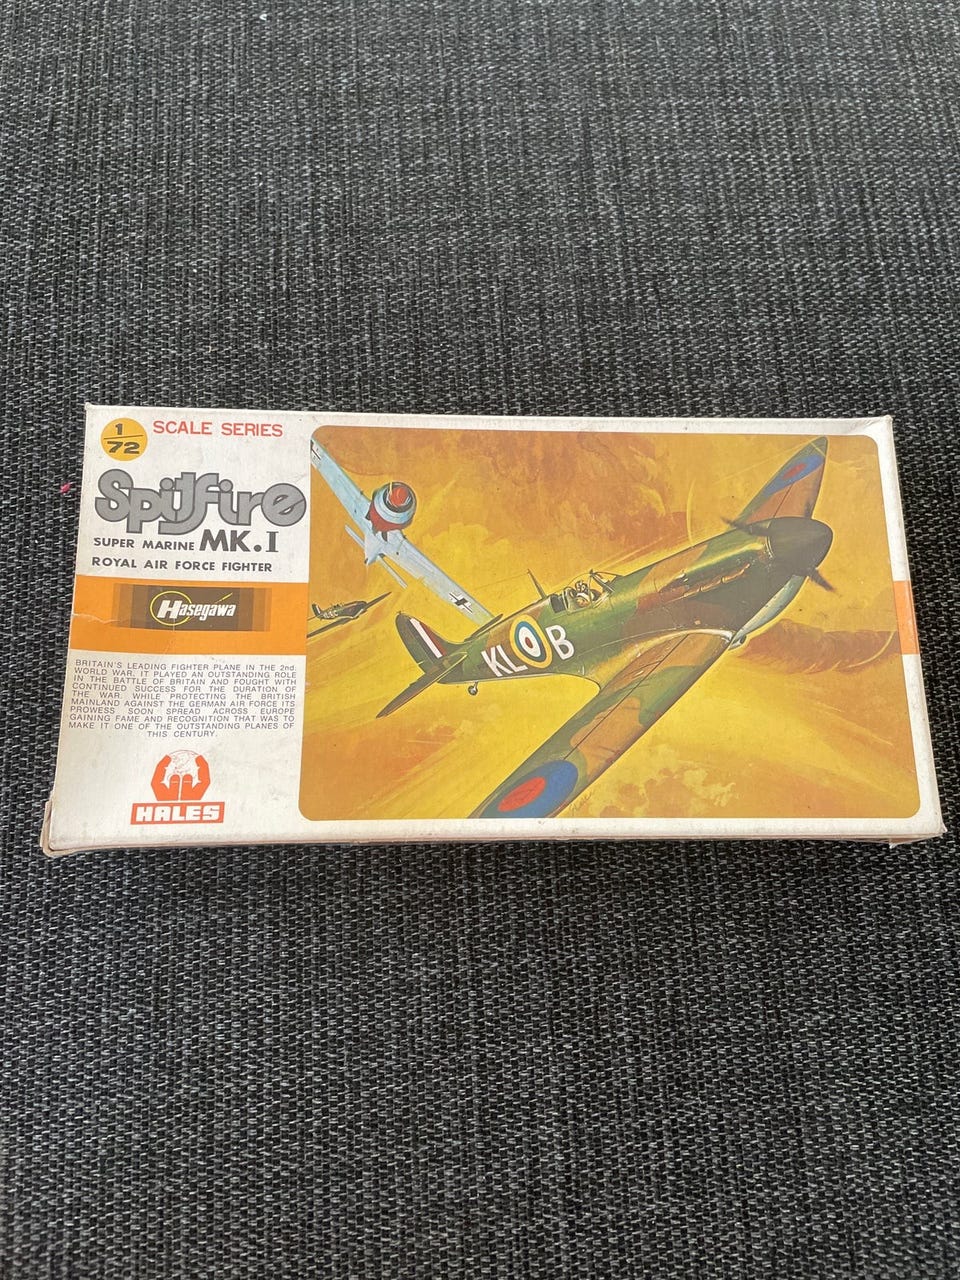 1/72 SCALE SERIES
Spitfire
SUPER MARINE MK.I
ROYAL AIR FORCE FIGHTER
Hasegawa
BRITAIN'S LEADING FIGHTER PLANE IN THE 2nd.
WORLD WAR. IT PLAYED AN OUTSTANDING ROLE
IN THE BATTLE OF BRITAIN AND FOUGHT WITH
CONTINUED SUCCESS FOR THE DURATION OF
THE WAR. WHILE PROTECTING THE BRITISH
MAINLAND AGAINST THE GERMAN AIR FORCE ITS
PROWESS SOON SPREAD ACROSS EUROPE
GAINING FAME AND RECOGNITION THAT WAS TO
MAKE IT ONE OF THE OUTSTANDING PLANES OF
THIS CENTURY.
HALES
KL B